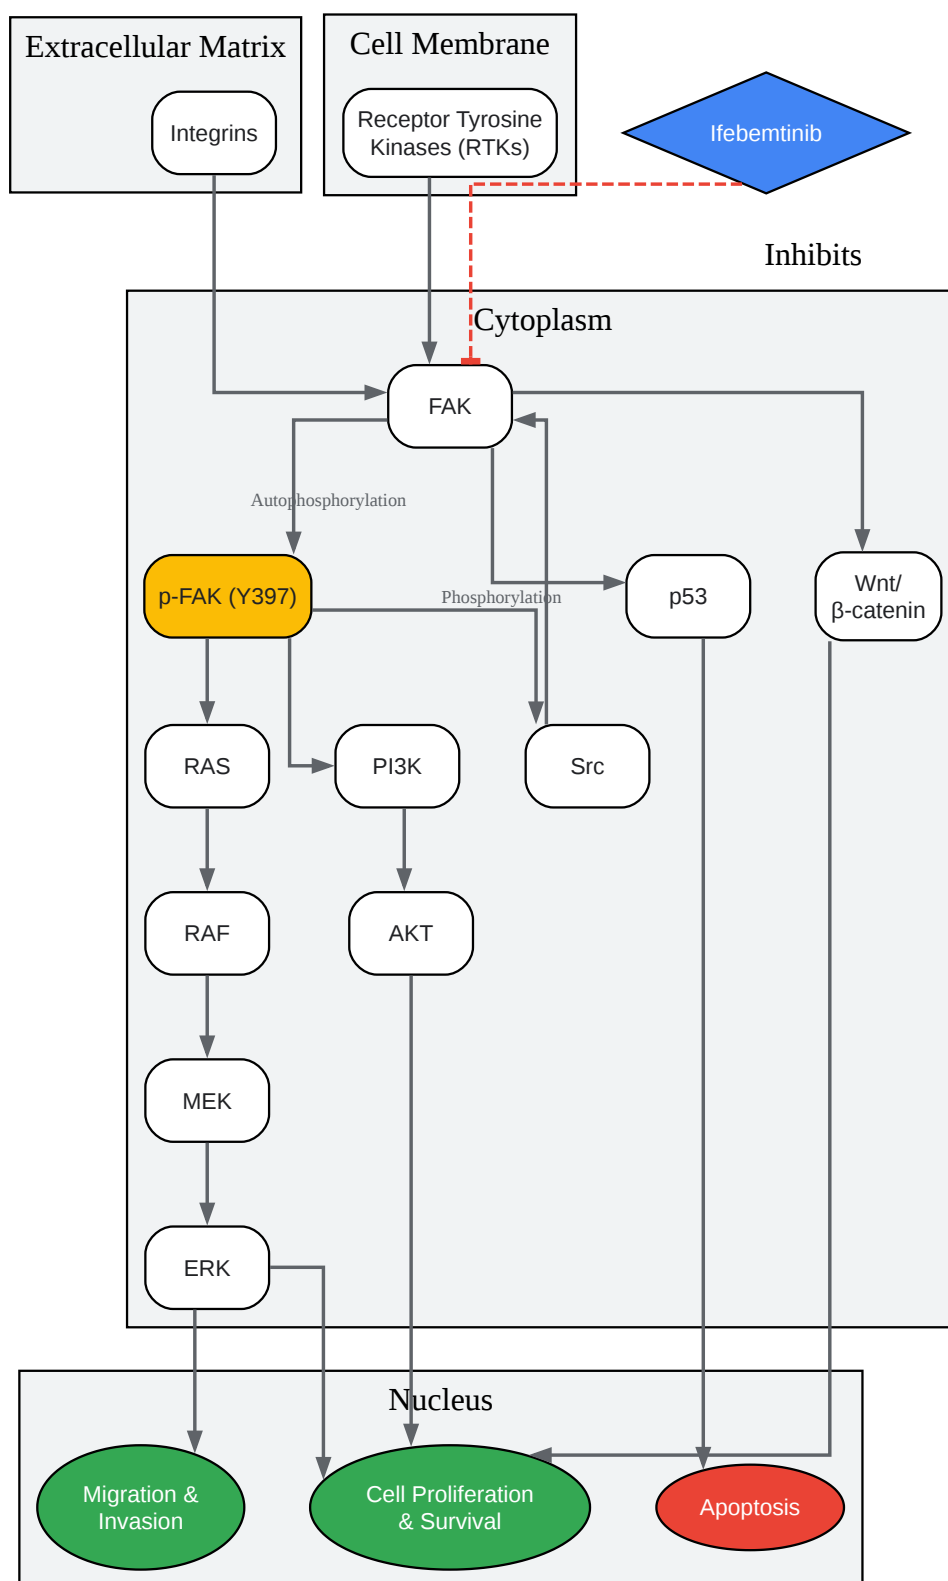 Extracellular Matrix
Cell Membrane
Integrins
Receptor Tyrosine
Kinases (RTKs)
Ifebemtinib
Inhibits
Cytoplasm
FAK
Autophosphorylation
p-FAK (Y397)
Phosphorylation
p53
Wnt/
β-catenin
RAS
PI3K
Src
RAF
AKT
MEK
ERK
Nucleus
Migration &
Invasion
Cell Proliferation
& Survival
Apoptosis